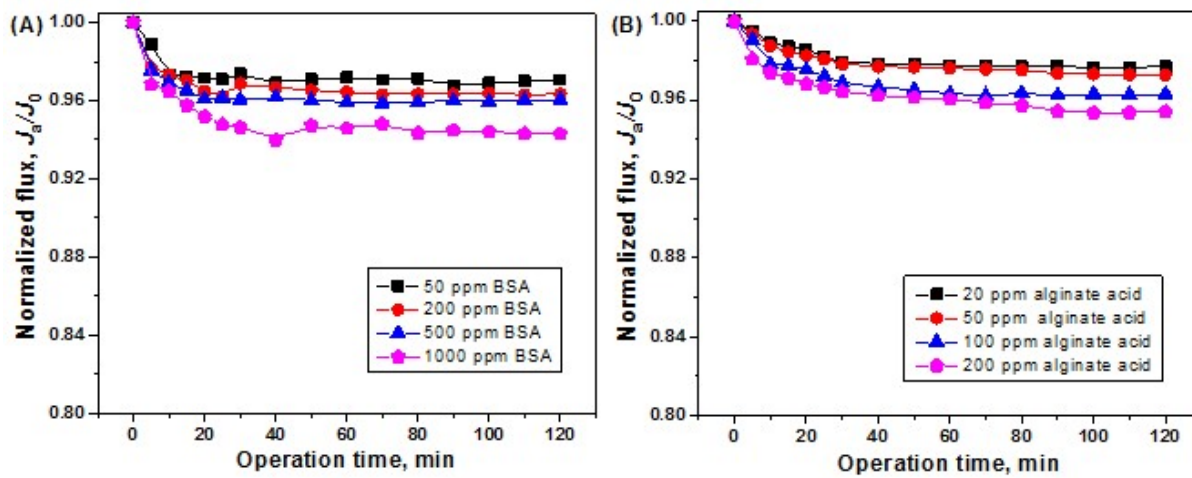 (A)
1.00
0.96
0.92
0.88
0.84
0.80
Normalized flux, Ja/J0
50 ppm BSA
200 ppm BSA
500 ppm BSA
1000 ppm BSA
0 20 40 60 80 100 120
Operation time, min
(B)
1.00
0.96
0.92
0.88
0.84
0.80
Normalized flux, Ja/J0
20 ppm alginate acid
50 ppm alginate acid
100 ppm alginate acid
200 ppm alginate acid
0 20 40 60 80 100 120
Operation time, min